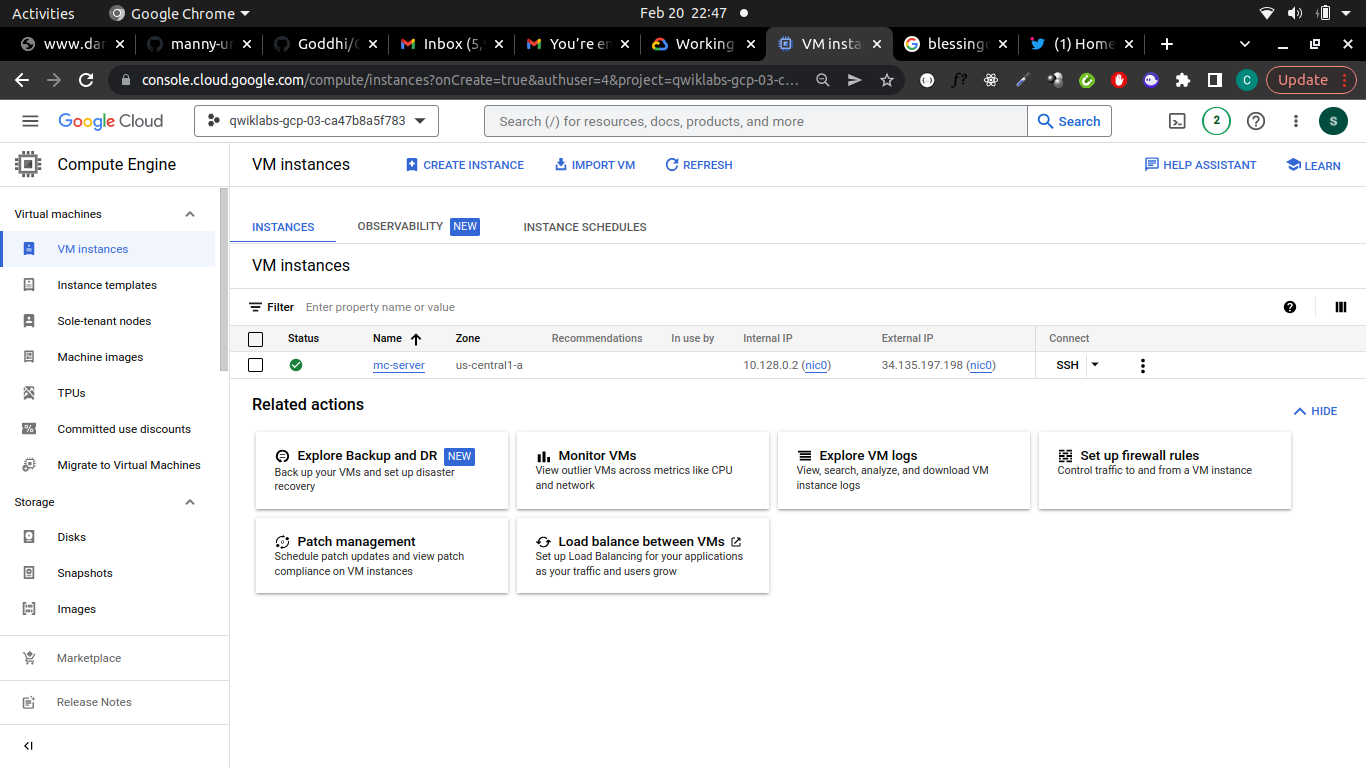 Activities Google Chrome Feb 20 22:47
www.dar manny-ur Goddhi/C Inbox (5, You're en Working VM insta blessingc (1) Home
console.cloud.google.com/compute/instances?onCreate=true&authuser=4&project=qwiklabs-gcp-03-c... f? C Update
Google Cloud qwiklabs-gcp-03-ca47b8a5f783 Search (/) for resources, docs, products, and more Search 2 S
Compute Engine
VM instances CREATE INSTANCE IMPORT VM REFRESH HELP ASSISTANT LEARN
Virtual machines
VM instances
Instance templates
Sole-tenant nodes
Machine images
TPUs
Committed use discounts
Migrate to Virtual Machines
Storage
Disks
Snapshots
Images
Marketplace
Release Notes
INSTANCES OBSERVABILITY NEW INSTANCE SCHEDULES
VM instances
Filter Enter property name or value
Status Name Zone Recommendations In use by Internal IP External IP Connect
mc-server us-central1-a 10.128.0.2 (nic0) 34.135.197.198 (nic0) SSH
Related actions
HIDE
Explore Backup and DR NEW
Back up your VMs and set up disaster
recovery
Monitor VMs
View outlier VMs across metrics like CPU
and network
Explore VM logs
View, search, analyze, and download VM
instance logs
Set up firewall rules
Control traffic to and from a VM instance
Patch management
Schedule patch updates and view patch
compliance on VM instances
Load balance between VMs
Set up Load Balancing for your applications
as your traffic and users grow